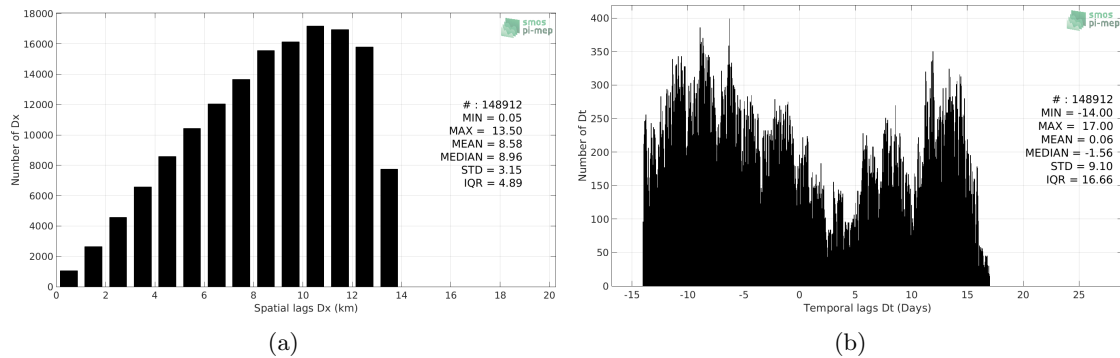 18000
16000
14000
12000
10000
8000
6000
4000
2000
0
Number of Dx
0 2 4 6 8 10 12 14 16 18 20
Spatial lags Dx (km)
smos
pi-mep
# : 148912
MIN = 0.05
MAX = 13.50
MEAN = 8.58
MEDIAN = 8.96
STD = 3.15
IQR = 4.89
(a)
400
350
300
250
200
150
100
50
0
Number of Dt
-15 -10 -5 0 5 10 15 20 25
Temporal lags Dt (Days)
smos
pi-mep
# : 148912
MIN = -14.00
MAX = 17.00
MEAN = 0.06
MEDIAN = -1.56
STD = 9.10
IQR = 16.66
(b)